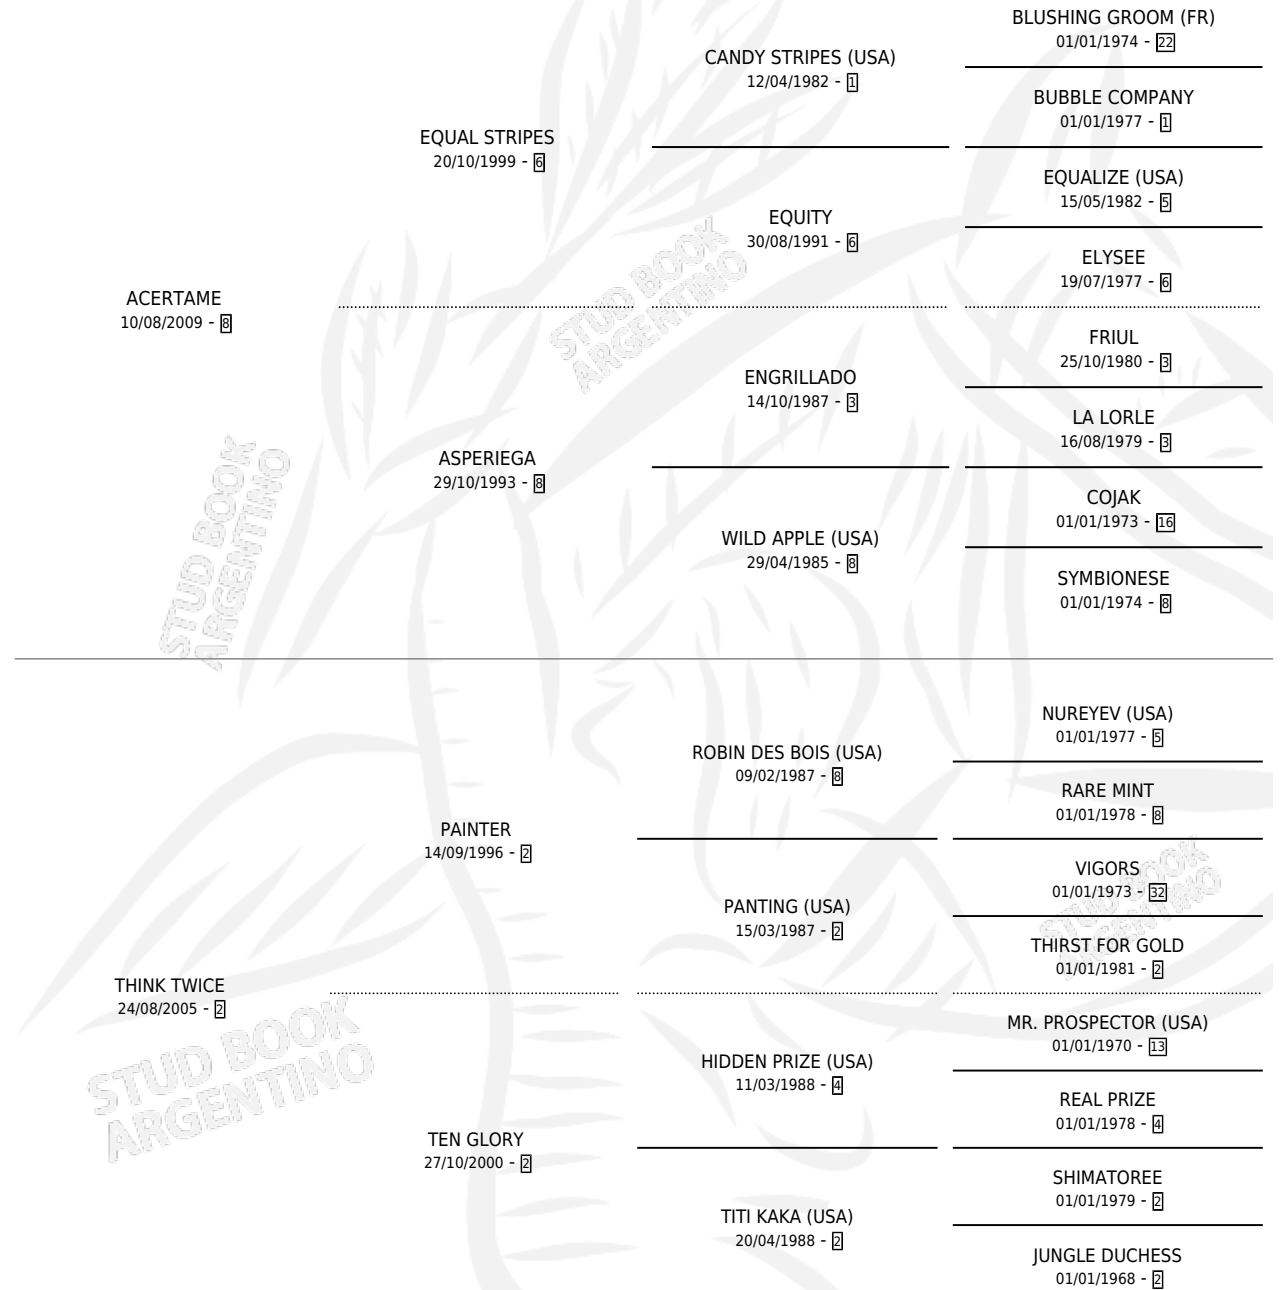 BLUSHING GROOM (FR)
01/01/1974 - 22
CANDY STRIPES (USA)
12/04/1982 - 1
BUBBLE COMPANY
01/01/1977 - 1
EQUAL STRIPES
20/10/1999 - 6
EQUALIZE (USA)
15/05/1982 - 5
EQUITY
30/08/1991 - 6
ELYSEE
19/07/1977 - 6
ACERTAME
10/08/2009 - 8
FRIUL
25/10/1980 - 3
ENGRILLADO
14/10/1987 - 3
LA LORLE
16/08/1979 - 3
ASPERIEGA
29/10/1993 - 8
COJAK
01/01/1973 - 16
WILD APPLE (USA)
29/04/1985 - 8
SYMBIONESE
01/01/1974 - 8
NUREYEV (USA)
01/01/1977 - 5
ROBIN DES BOIS (USA)
09/02/1987 - 8
RARE MINT
01/01/1978 - 8
PAINTER
14/09/1996 - 2
VIGORS
01/01/1973 - 32
PANTING (USA)
15/03/1987 - 2
THIRST FOR GOLD
01/01/1981 - 2
THINK TWICE
24/08/2005 - 2
MR. PROSPECTOR (USA)
01/01/1970 - 13
HIDDEN PRIZE (USA)
11/03/1988 - 4
REAL PRIZE
01/01/1978 - 4
TEN GLORY
27/10/2000 - 2
SHIMATOREE
01/01/1979 - 2
TITI KAKA (USA)
20/04/1988 - 2
JUNGLE DUCHESS
01/01/1968 - 2
STUD BOOK
ARGENTINO
STUD BOOK
ARGENTINO
STUD BOOK
ARGENTINO
STUD BOOK
ARGENTINO